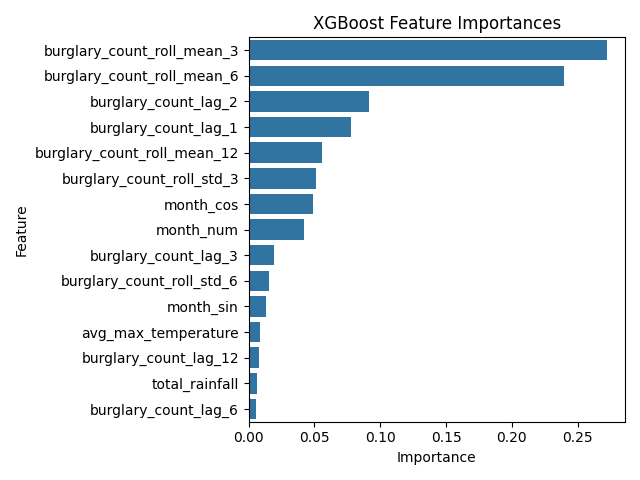 XGBoost Feature Importances
burglary_count_roll_mean_3
burglary_count_roll_mean_6
burglary_count_lag_2
burglary_count_lag_1
burglary_count_roll_mean_12
burglary_count_roll_std_3
month_cos
month_num
burglary_count_lag_3
burglary_count_roll_std_6
month_sin
avg_max_temperature
burglary_count_lag_12
total_rainfall
burglary_count_lag_6
Feature
0.00 0.05 0.10 0.15 0.20 0.25
Importance